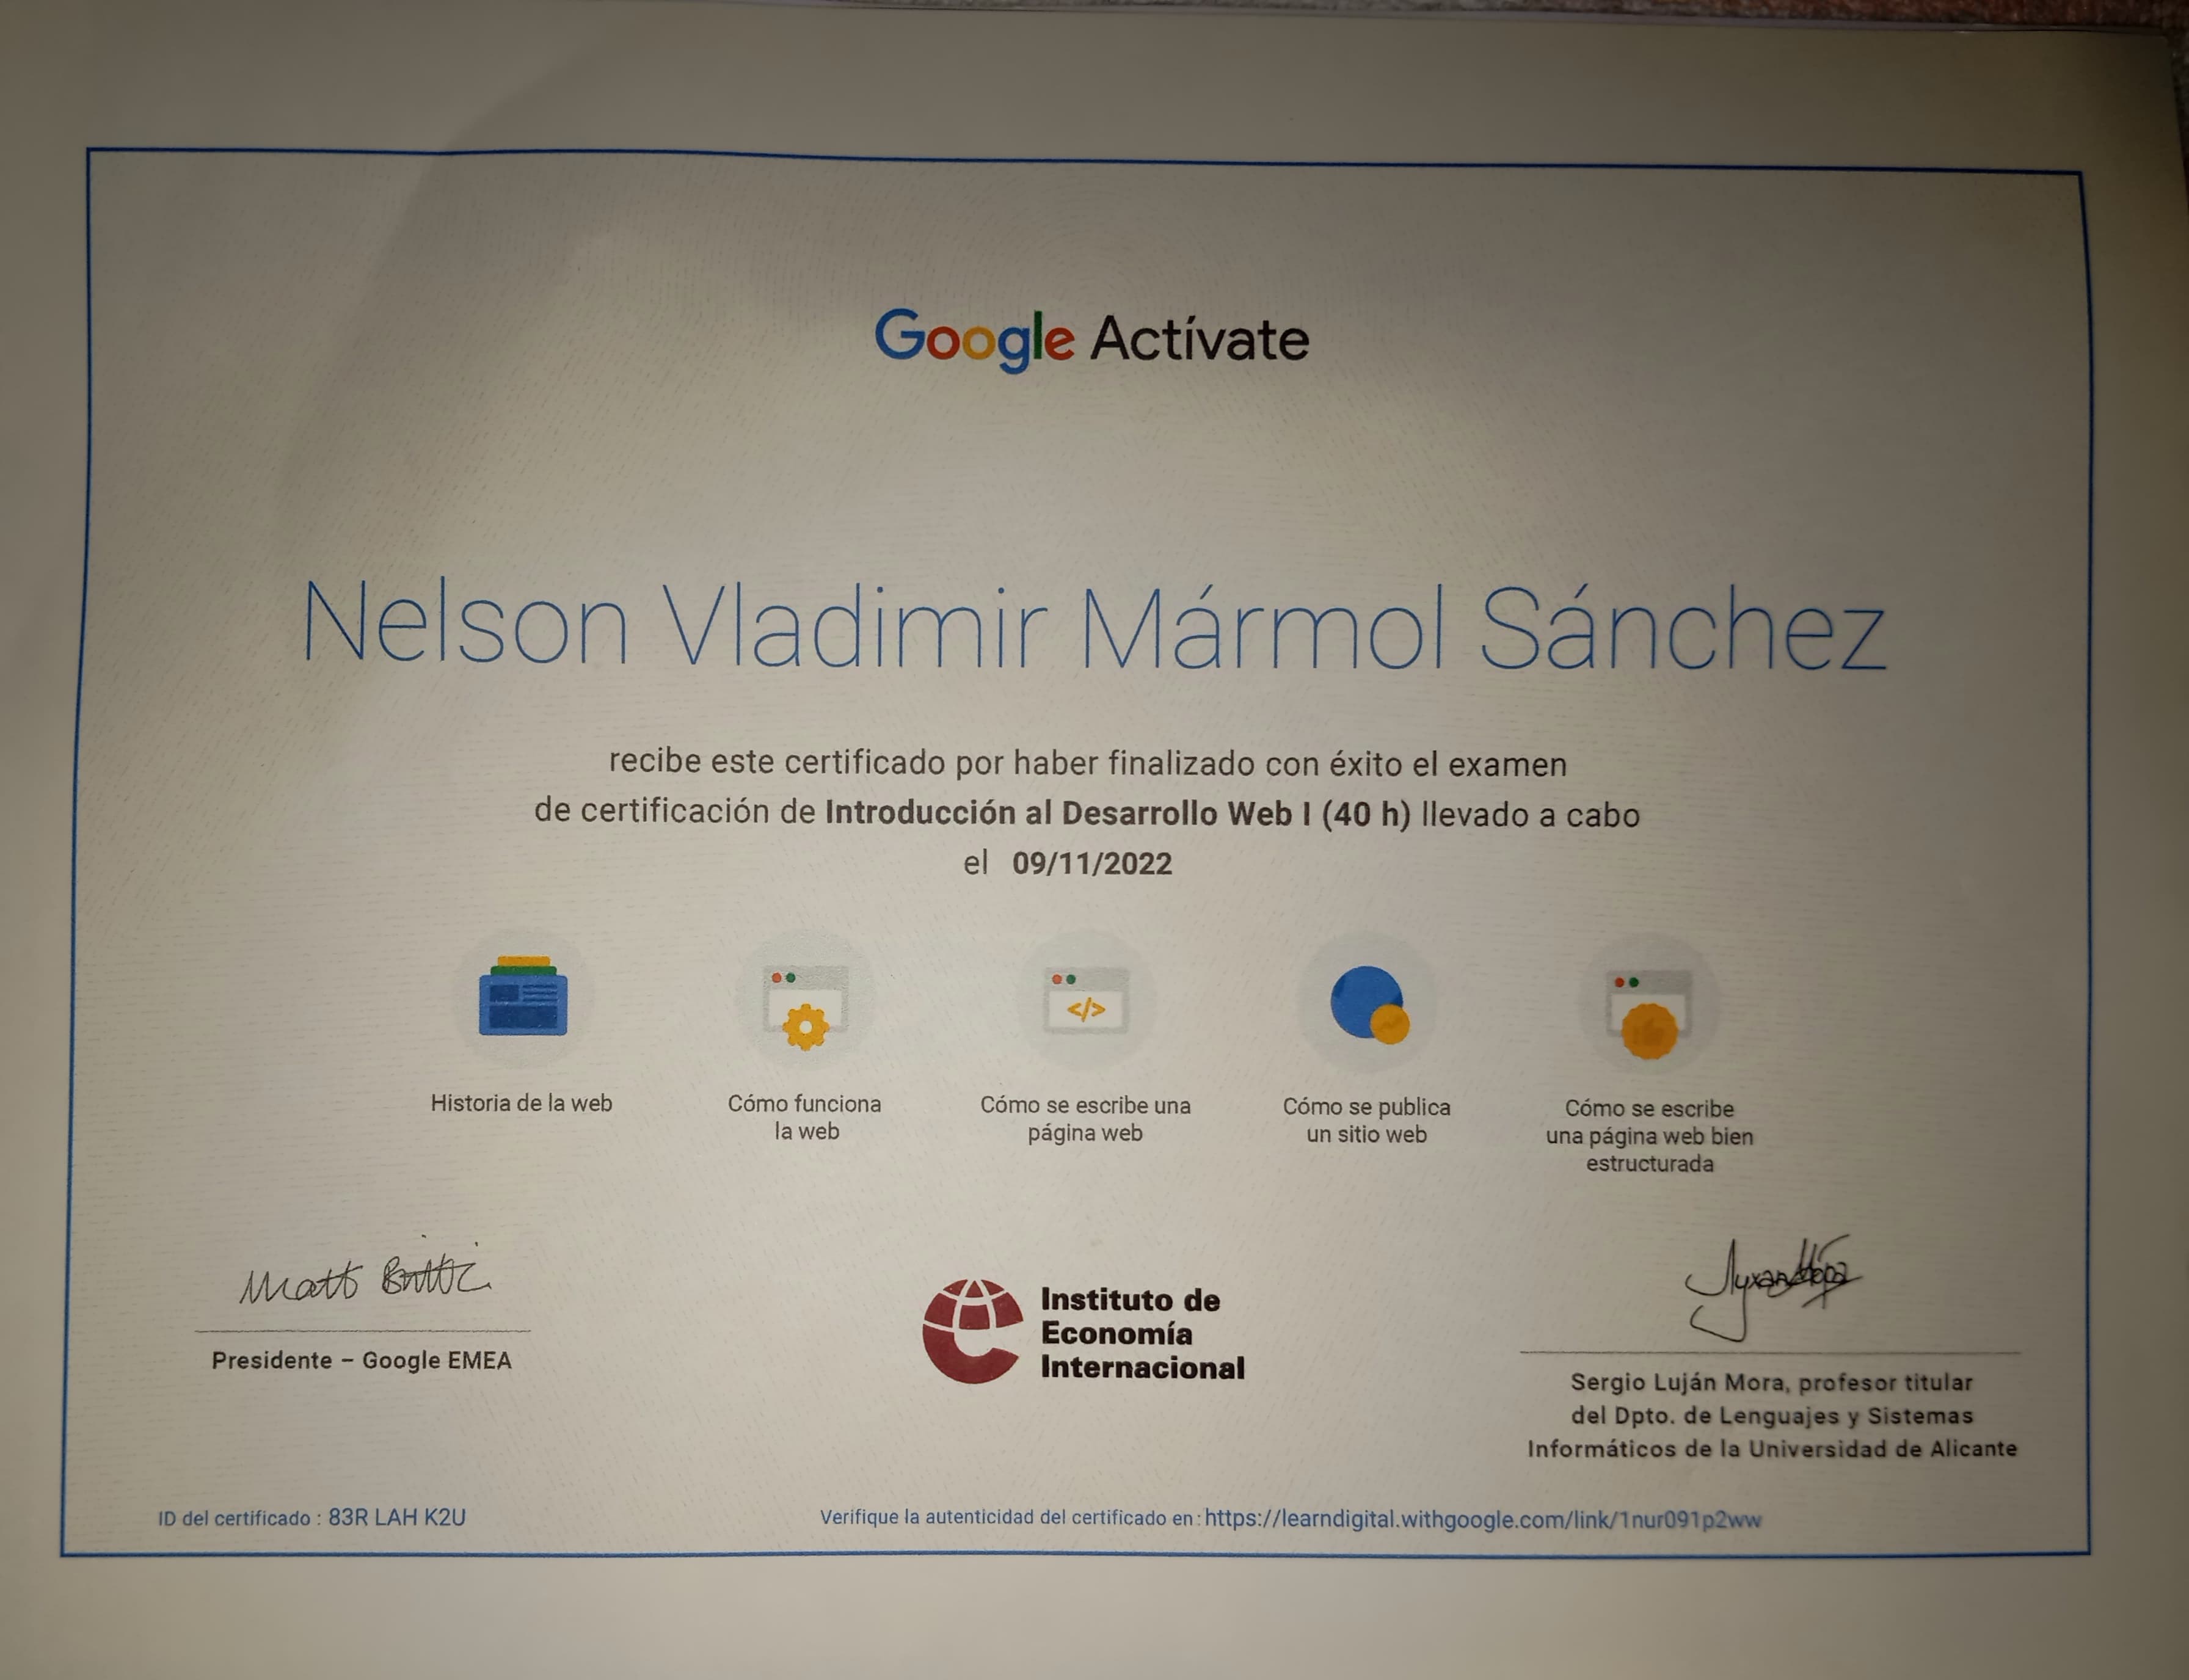 Google Actívate
Nelson Vladimir Mármol Sánchez
recibe este certificado por haber finalizado con éxito el examen
de certificación de Introducción al Desarrollo Web I (40 h) llevado a cabo
el 09/11/2022
</>
Historia de la web
Cómo funciona
la web
Cómo se escribe una
página web
Cómo se publica
un sitio web
Cómo se escribe
una página web bien
estructurada
Matt
Presidente – Google EMEA
Instituto de
Economía
Internacional
Sergio Luján Mora, profesor titular
del Dpto. de Lenguajes y Sistemas
Informáticos de la Universidad de Alicante
ID del certificado : 83R LAH K2U
Verifique la autenticidad del certificado en: https://learndigital.withgoogle.com/link/1nur091p2ww